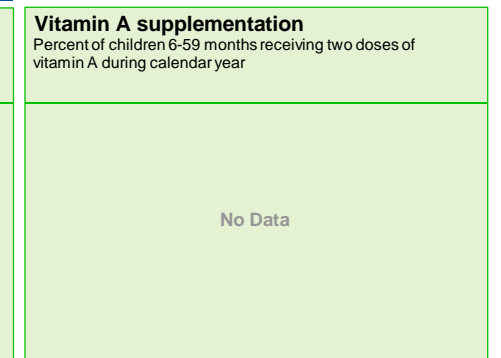 Vitamin A supplementation
Percent of children 6-59 months receiving two doses of
vitamin A during calendar year
No Data